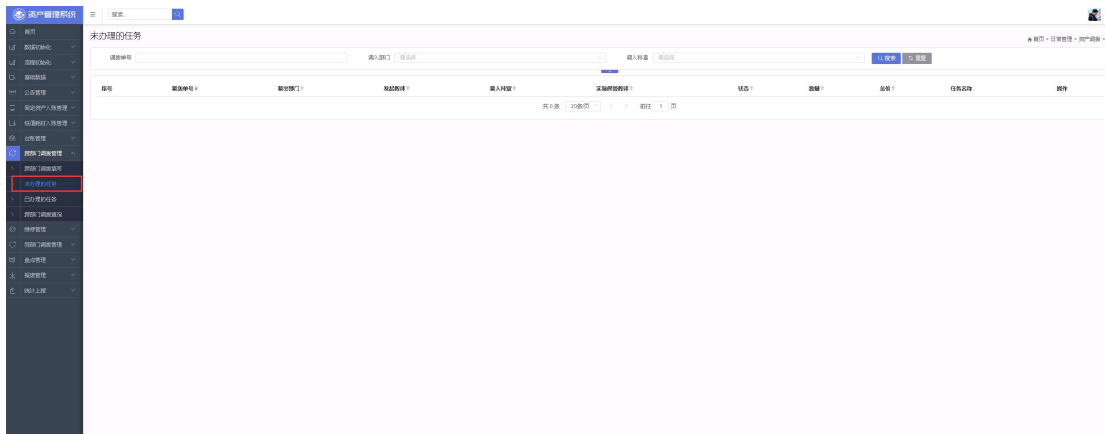 资产管理系统
搜索...
首页
未办理的任务
首页 > 日常管理 > 资产调拨 >
数据初始化
流程初始化
基础数据
公告管理
固定资产入账管理
低值耗材入账管理
台账管理
跨部门调拨管理
跨部门调拨填写
未办理的任务
已办理的任务
跨部门调拨查询
维修管理
同部门调拨管理
盘点管理
报废管理
统计上报
调拨单号
调入部门 请选择
调入科室 请选择
搜索 重置
序号 调拨单号 调出部门 发起教师 调入科室 实际保管教师 状态 数量 总价 任务名称 操作
共 0 条 20条/页 前往 1 页